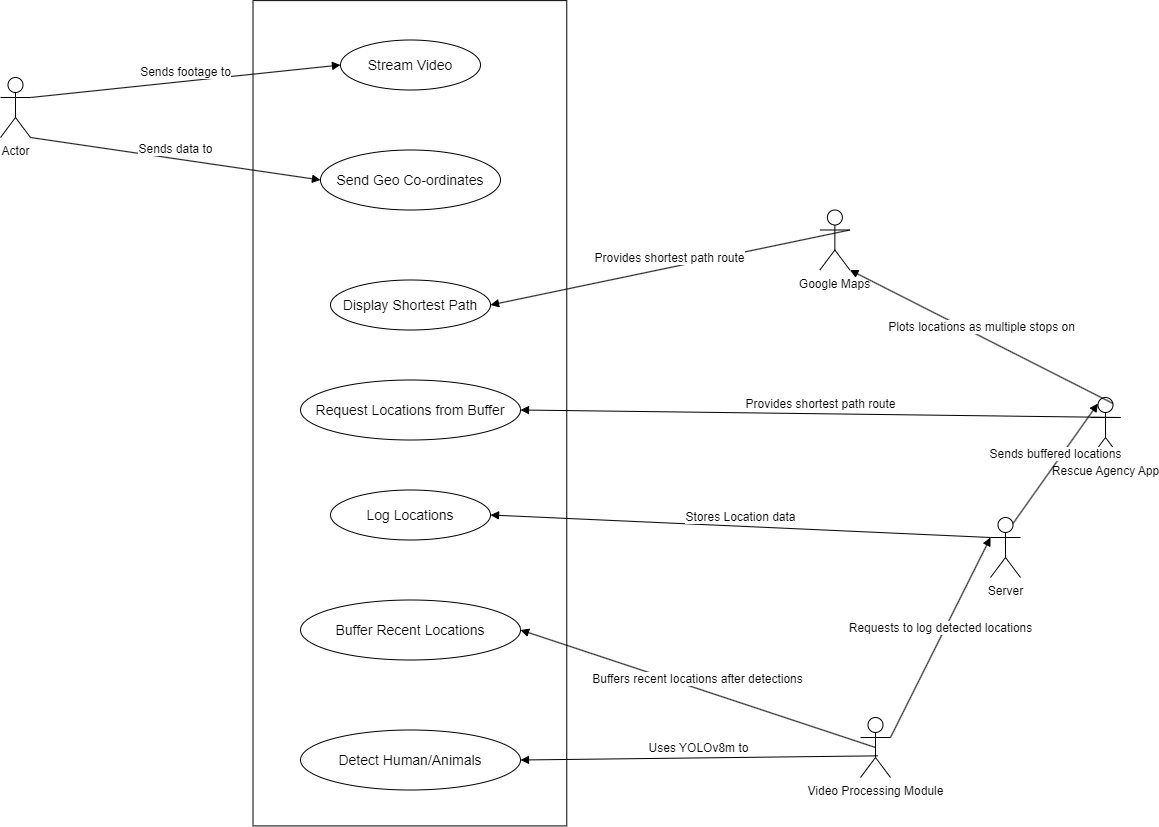 Stream Video
Sends footage to
Actor
Sends data to
Send Geo Co-ordinates
Provides shortest path route
Google Maps
Display Shortest Path
Plots locations as multiple stops on
Request Locations from Buffer
Provides shortest path route
Sends buffered locations
Rescue Agency App
Log Locations
Stores Location data
Server
Requests to log detected locations
Buffer Recent Locations
Buffers recent locations after detections
Uses YOLOv8m to
Detect Human/Animals
Video Processing Module